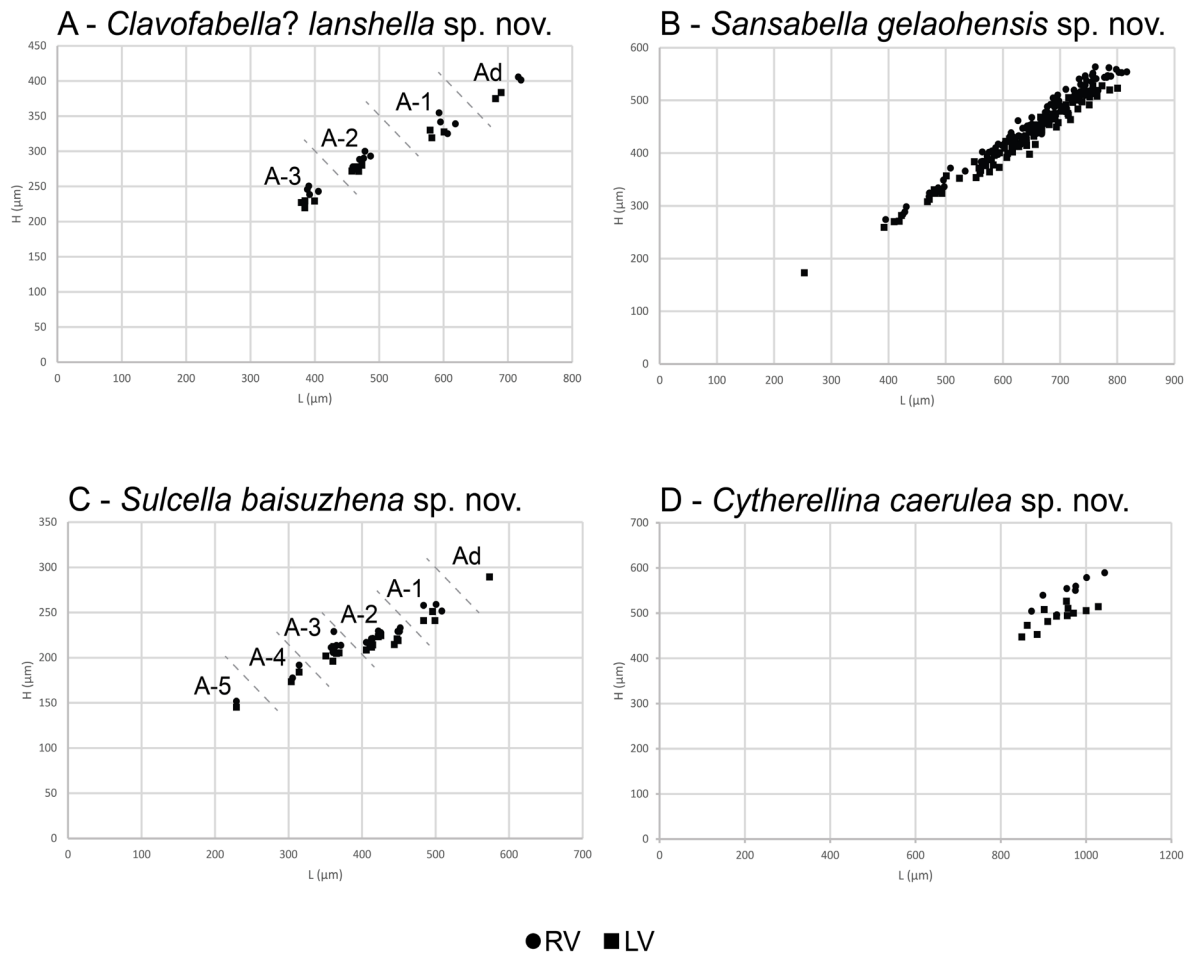 A - Clavofabella? lanshella sp. nov.
450
400
350
300
250
200
150
100
50
0
H (µm)
Ad
A-1
A-2
A-3
0 100 200 300 400 500 600 700 800
L (µm)
B - Sansabella gelaohensis sp. nov.
600
500
400
300
200
100
0
H (µm)
0 100 200 300 400 500 600 700 800 900
L (µm)
C - Sulcella baisuzhena sp. nov.
350
300
250
200
150
100
50
0
H (µm)
Ad
A-1
A-2
A-3
A-4
A-5
0 100 200 300 400 500 600 700
L (µm)
D - Cytherellina caerulea sp. nov.
700
600
500
400
300
200
100
0
H (µm)
0 200 400 600 800 1000 1200
L (µm)
RV LV